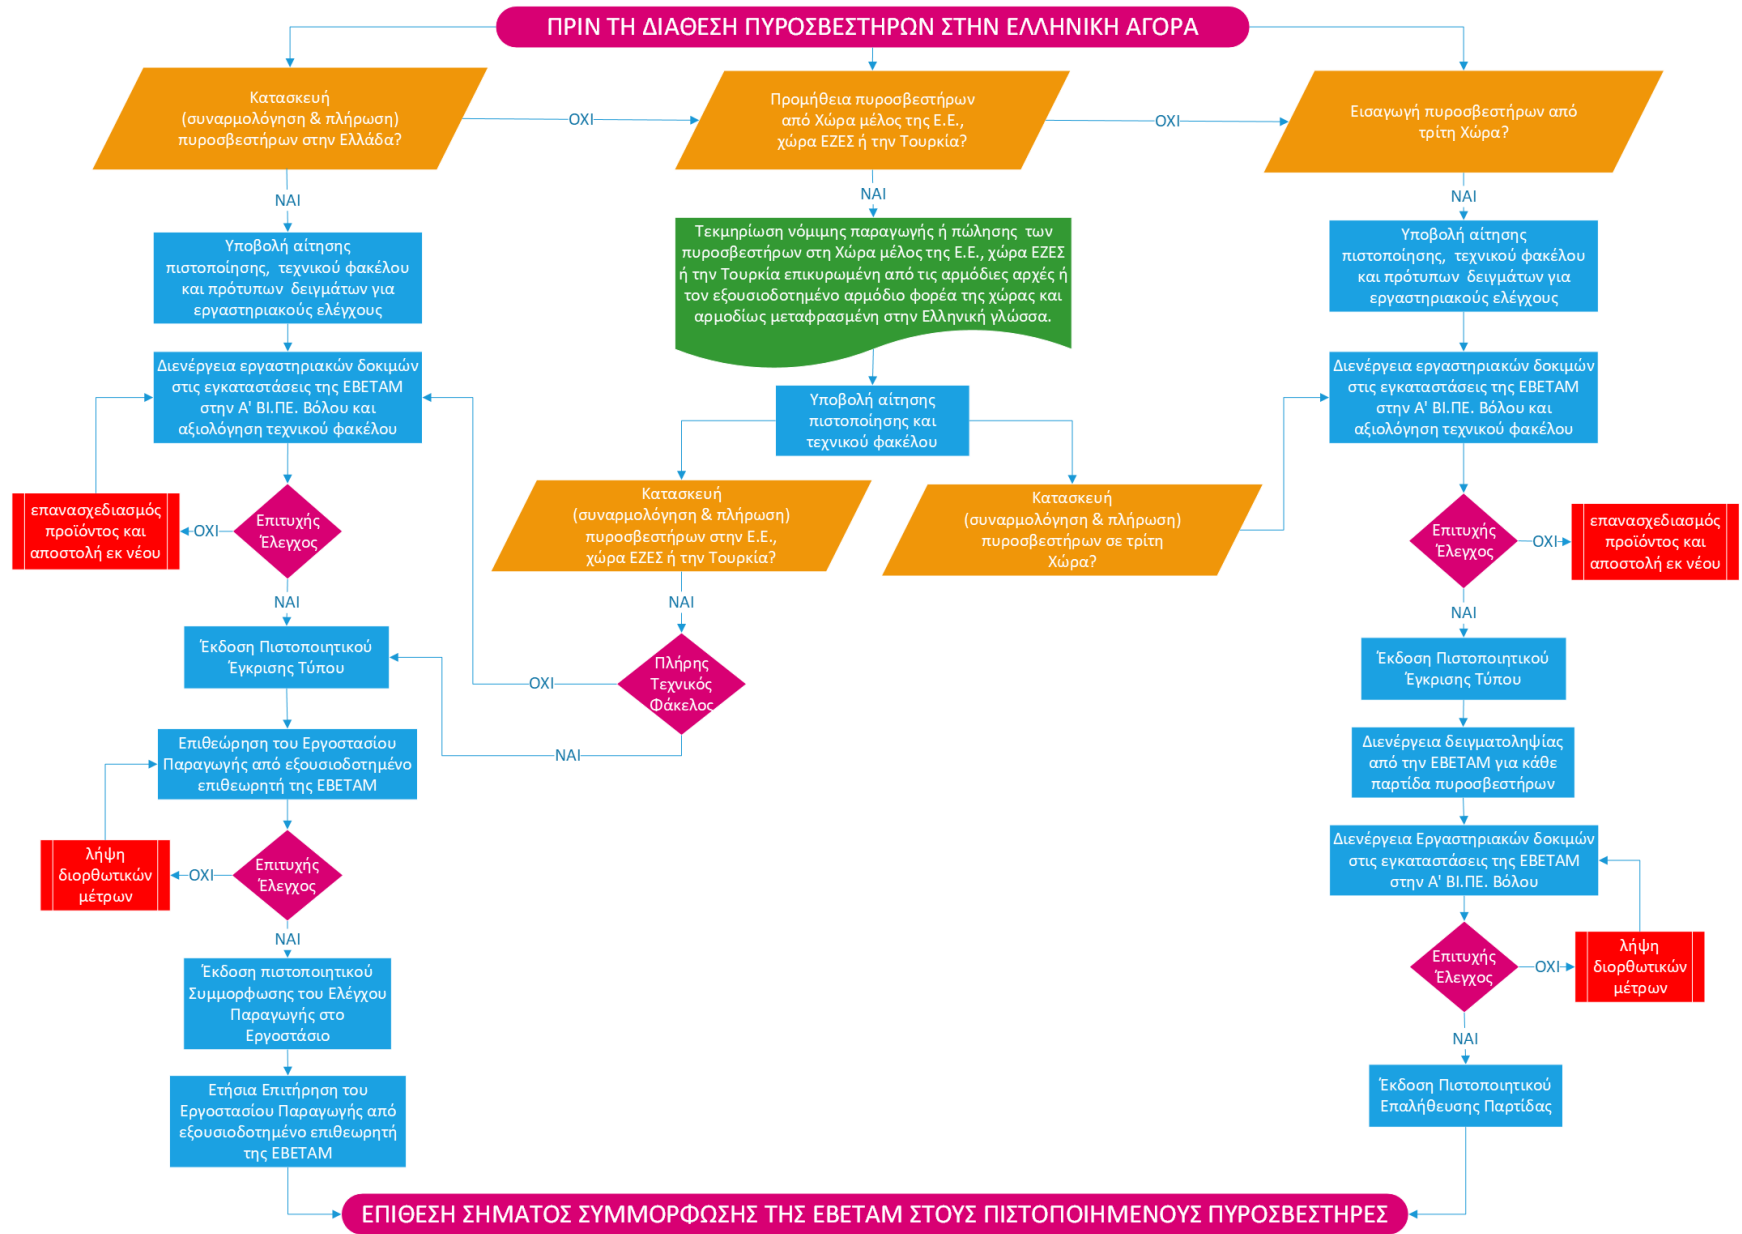 ΠΡΙΝ ΤΗ ΔΙΑΘΕΣΗ ΠΥΡΟΣΒΕΣΤΗΡΩΝ ΣΤΗΝ ΕΛΛΗΝΙΚΗ ΑΓΟΡΑ
Κατασκευή
(συναρμολόγηση & πλήρωση)
πυροσβεστήρων στην Ελλάδα?
ΟΧΙ
Προμήθεια πυροσβεστήρων
από Χώρα μέλος της Ε.Ε.,
χώρα ΕΖΕΣ ή την Τουρκία?
ΟΧΙ
Εισαγωγή πυροσβεστήρων από
τρίτη Χώρα?
ΝΑΙ
Υποβολή αίτησης
πιστοποίησης, τεχνικού φακέλου
και πρότυπων δειγμάτων για
εργαστηριακούς ελέγχους
Διενέργεια εργαστηριακών δοκιμών
στις εγκαταστάσεις της ΕΒΕΤΑΜ
στην Α' ΒΙ.ΠΕ. Βόλου και
αξιολόγηση τεχνικού φακέλου
Επιτυχής
Έλεγχος
ΟΧΙ
επανασχεδιασμός
προϊόντος και
αποστολή εκ νέου
ΝΑΙ
Έκδοση Πιστοποιητικού
Έγκρισης Τύπου
Επιθεώρηση του Εργοστασίου
Παραγωγής από εξουσιοδοτημένο
επιθεωρητή της ΕΒΕΤΑΜ
Επιτυχής
Έλεγχος
ΟΧΙ
λήψη
διορθωτικών
μέτρων
ΝΑΙ
Έκδοση πιστοποιητικού
Συμμορφωσης του Ελέγχου
Παραγωγής στο
Εργοστάσιο
Ετήσια Επιτήρηση του
Εργοστασίου Παραγωγής από
εξουσιοδοτημένο επιθεωρητή
της ΕΒΕΤΑΜ
ΝΑΙ
Τεκμηρίωση νόμιμης παραγωγής ή πώλησης των
πυροσβεστήρων στη Χώρα μέλος της Ε.Ε., χώρα ΕΖΕΣ
ή την Τουρκία επικυρωμένη από τις αρμόδιες αρχές ή
τον εξουσιοδοτημένο αρμόδιο φορέα της χώρας και
αρμοδίως μεταφρασμένη στην Ελληνική γλώσσα.
Υποβολή αίτησης
πιστοποίησης και
τεχνικού φακέλου
Κατασκευή
(συναρμολόγηση & πλήρωση)
πυροσβεστήρων στην Ε.Ε.,
χώρα ΕΖΕΣ ή την Τουρκία?
Κατασκευή
(συναρμολόγηση & πλήρωση)
πυροσβεστήρων σε τρίτη
Χώρα?
ΝΑΙ
Πλήρης
Τεχνικός
Φάκελος
ΟΧΙ
ΝΑΙ
ΝΑΙ
Υποβολή αίτησης
πιστοποίησης, τεχνικού φακέλου
και πρότυπων δειγμάτων για
εργαστηριακούς ελέγχους
Διενέργεια εργαστηριακών δοκιμών
στις εγκαταστάσεις της ΕΒΕΤΑΜ
στην Α' ΒΙ.ΠΕ. Βόλου και
αξιολόγηση τεχνικού φακέλου
Επιτυχής
Έλεγχος
ΟΧΙ
επανασχεδιασμός
προϊόντος και
αποστολή εκ νέου
ΝΑΙ
Έκδοση Πιστοποιητικού
Έγκρισης Τύπου
Διενέργεια δειγματοληψίας
από την ΕΒΕΤΑΜ για κάθε
παρτίδα πυροσβεστήρων
Διενέργεια Εργαστηριακών δοκιμών
στις εγκαταστάσεις της ΕΒΕΤΑΜ
στην Α' ΒΙ.ΠΕ. Βόλου
Επιτυχής
Έλεγχος
ΟΧΙ
λήψη
διορθωτικών
μέτρων
ΝΑΙ
Έκδοση Πιστοποιητικού
Επαλήθευσης Παρτίδας
ΕΠΙΘΕΣΗ ΣΗΜΑΤΟΣ ΣΥΜΜΟΡΦΩΣΗΣ ΤΗΣ ΕΒΕΤΑΜ ΣΤΟΥΣ ΠΙΣΤΟΠΟΙΗΜΕΝΟΥΣ ΠΥΡΟΣΒΕΣΤΗΡΕΣ